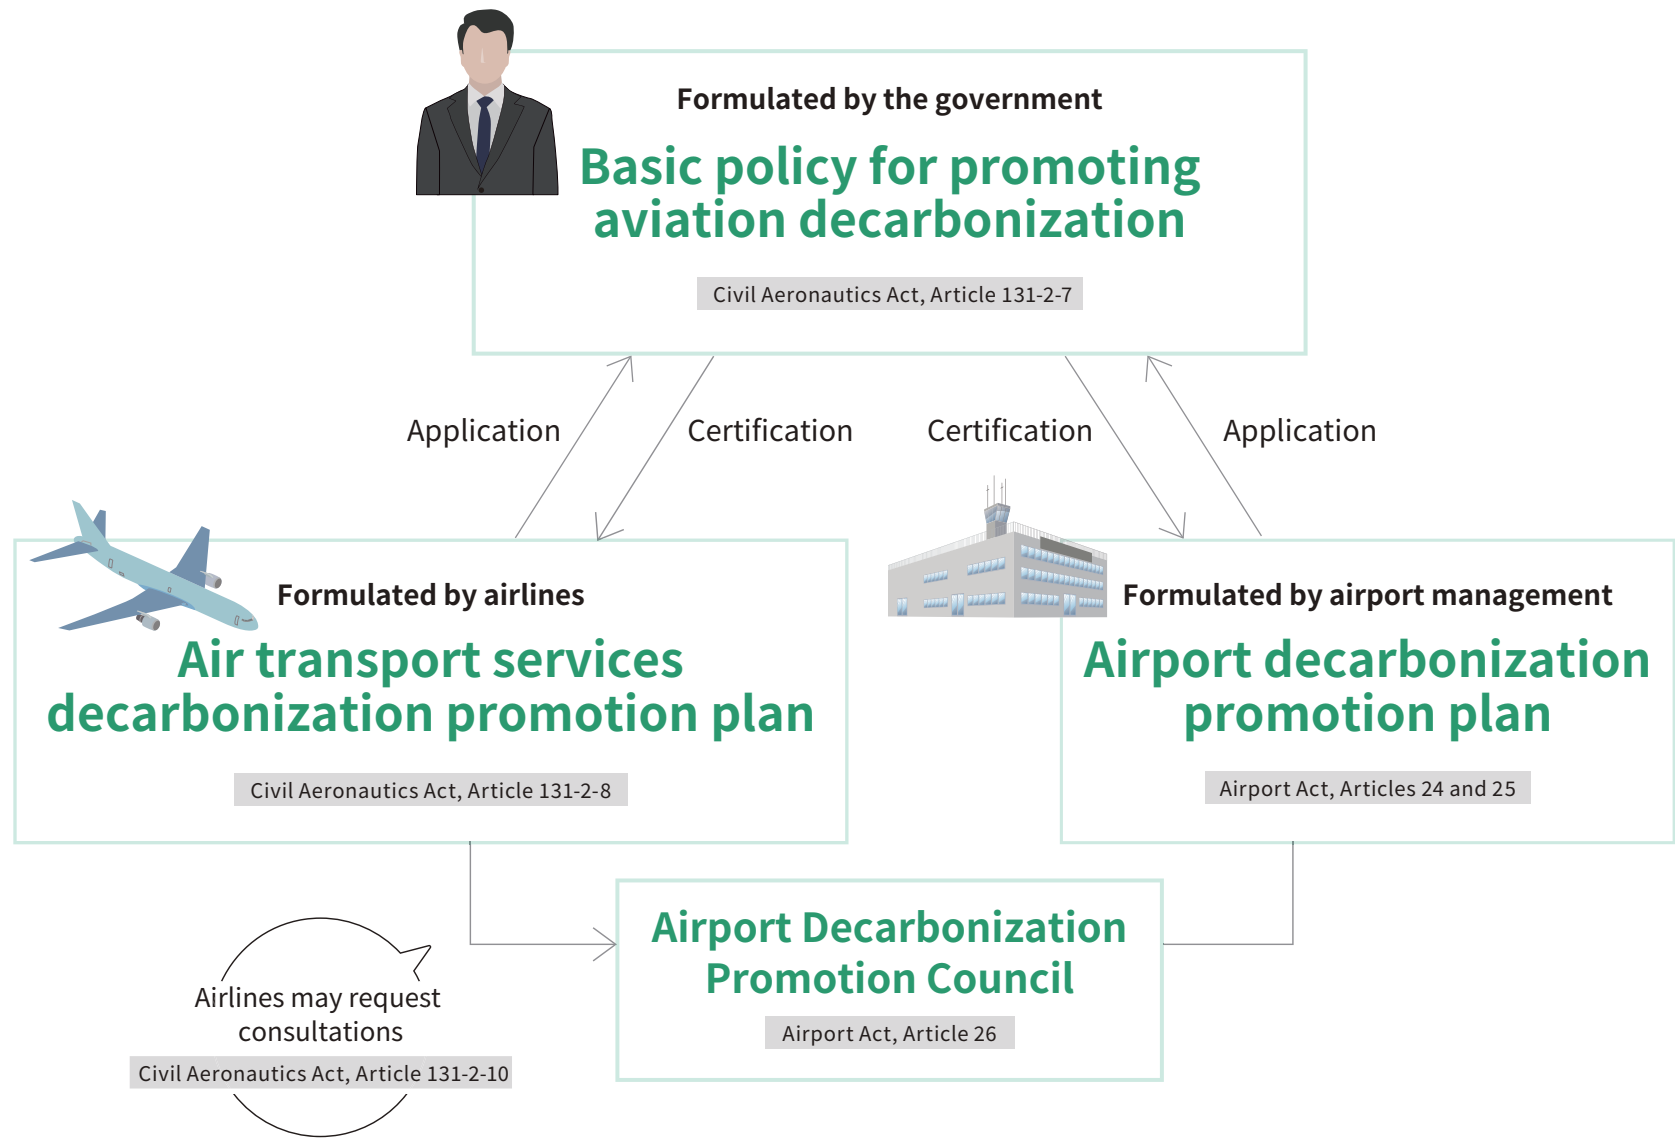 Formulated by the government
Basic policy for promoting
aviation decarbonization
Civil Aeronautics Act, Article 131-2-7
Application
Certification
Certification
Application
Formulated by airlines
Air transport services
decarbonization promotion plan
Civil Aeronautics Act, Article 131-2-8
Formulated by airport management
Airport decarbonization
promotion plan
Airport Act, Articles 24 and 25
Airport Decarbonization
Promotion Council
Airport Act, Article 26
Airlines may request
consultations
Civil Aeronautics Act, Article 131-2-10